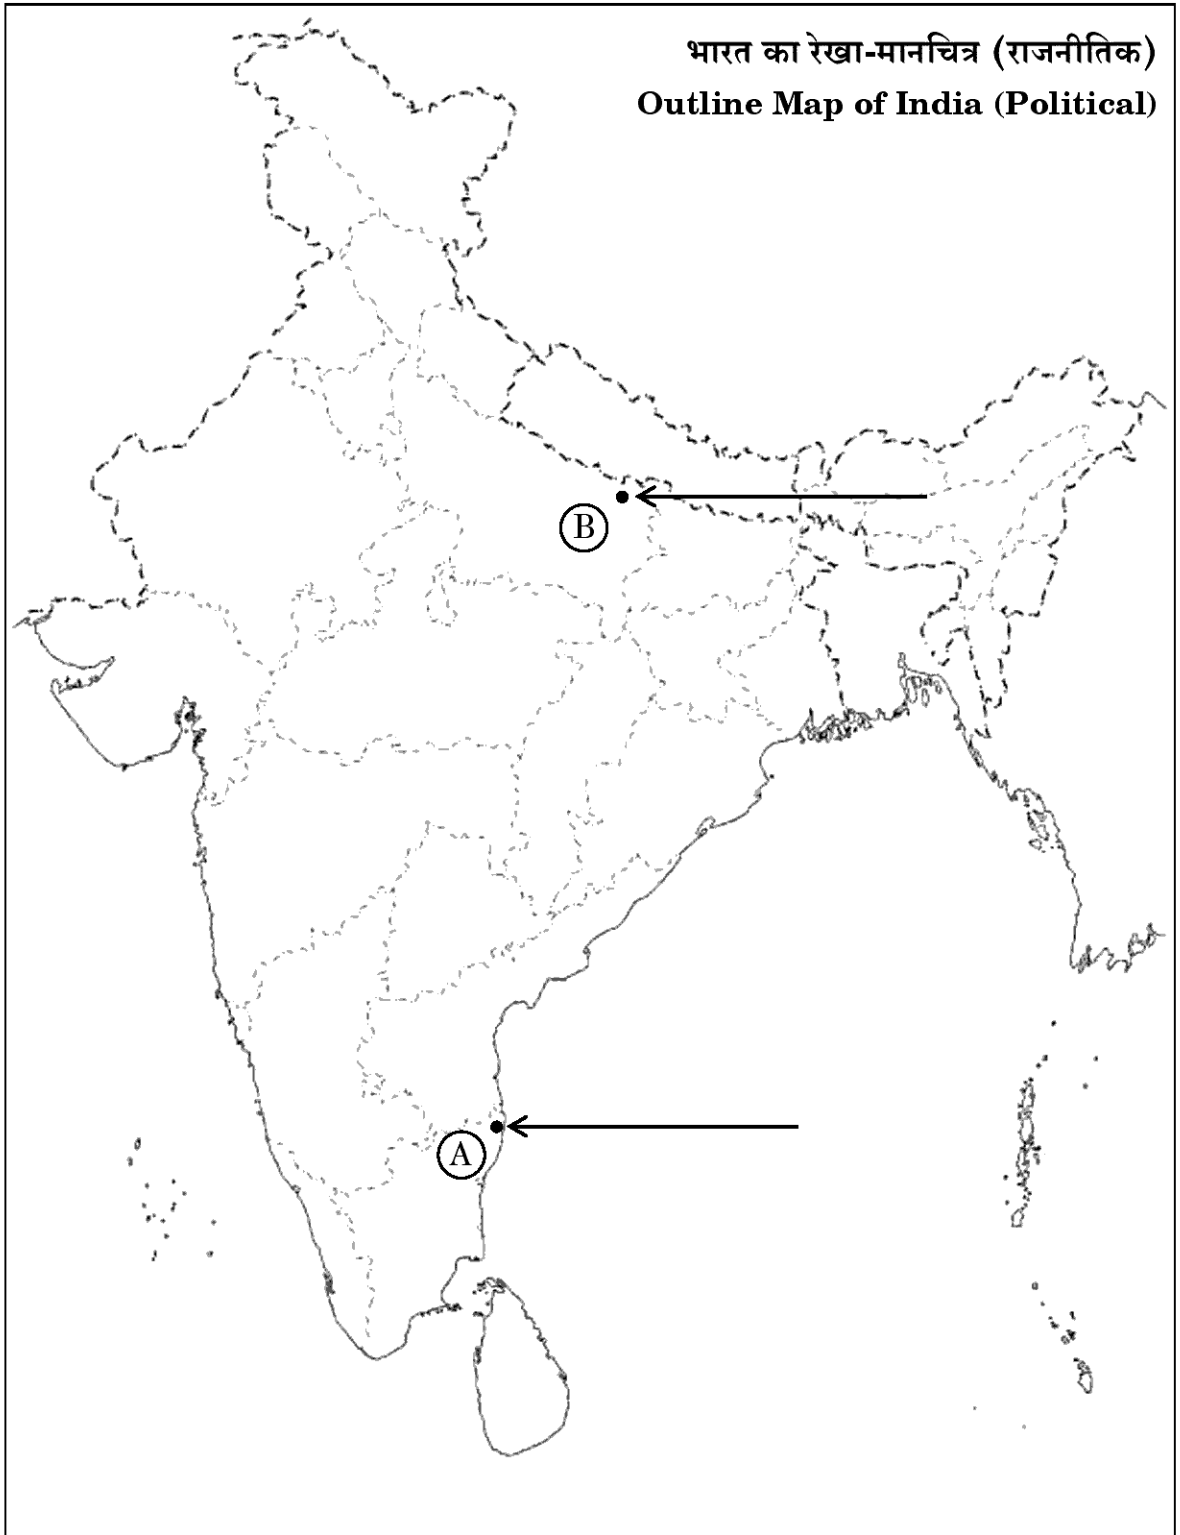 भारत का रेखा-मानचित्र (राजनीतिक)
Outline Map of India (Political)
B
A